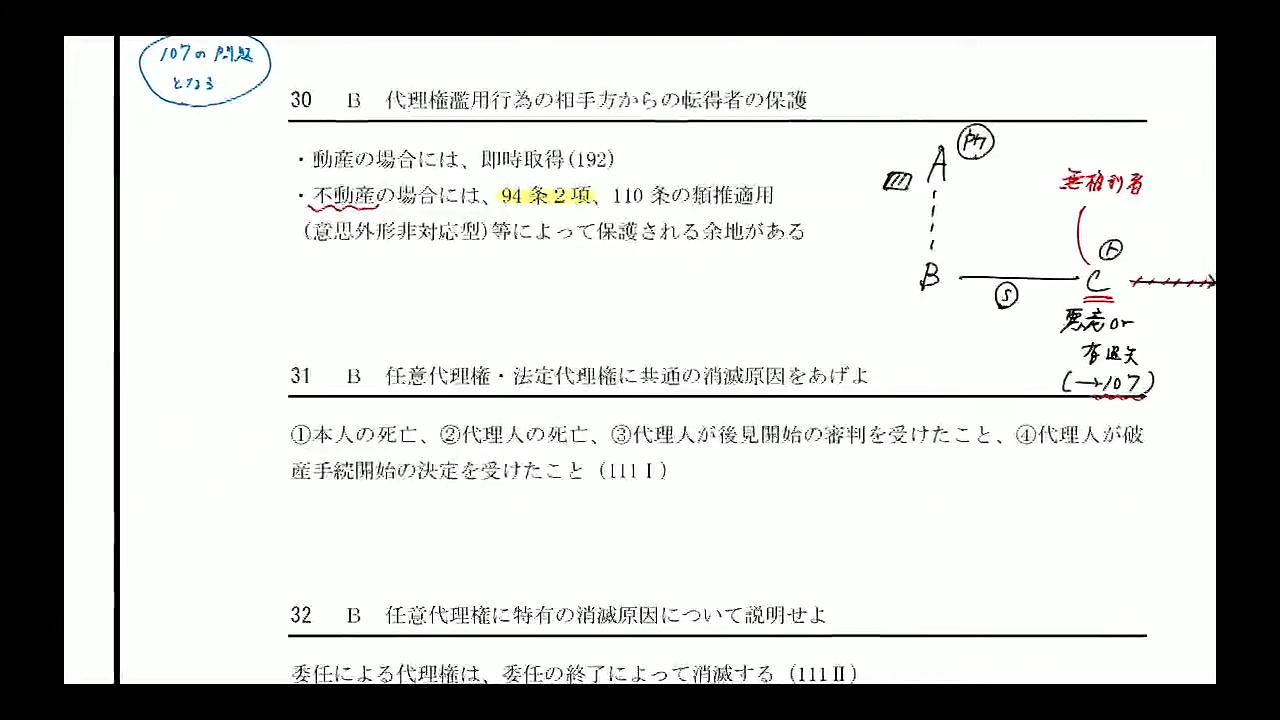 107の問題
となる
30 B 代理権濫用行為の相手方からの転得者の保護
・動産の場合には、即時取得(192)
・不動産の場合には、94条2項、110条の類推適用
(意思外形非対応型)等によって保護される余地がある
A
無権利者
B
S
C
悪意or
有過失
(→107)
31 B 任意代理権・法定代理権に共通の消滅原因をあげよ
①本人の死亡、②代理人の死亡、③代理人が後見開始の審判を受けたこと、④代理人が破
産手続開始の決定を受けたこと (111Ⅰ)
32 B 任意代理権に特有の消滅原因について説明せよ
委任による代理権は、委任の終了によって消滅する (111Ⅱ)